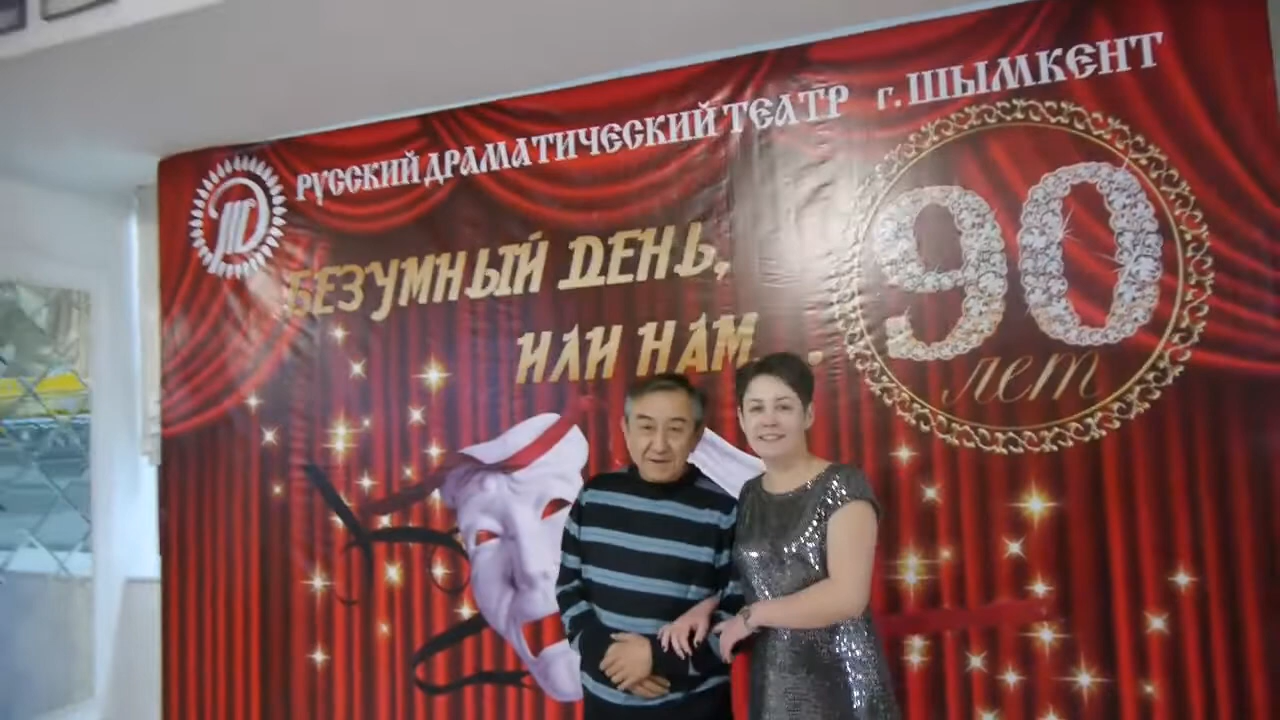 РУССКИЙ ДРАМАТИЧЕСКИЙ ТЕАТР г. ШЫМКЕНТ
БЕЗУМНЫЙ ДЕНЬ,
ИЛИ НАМ...
90
лет